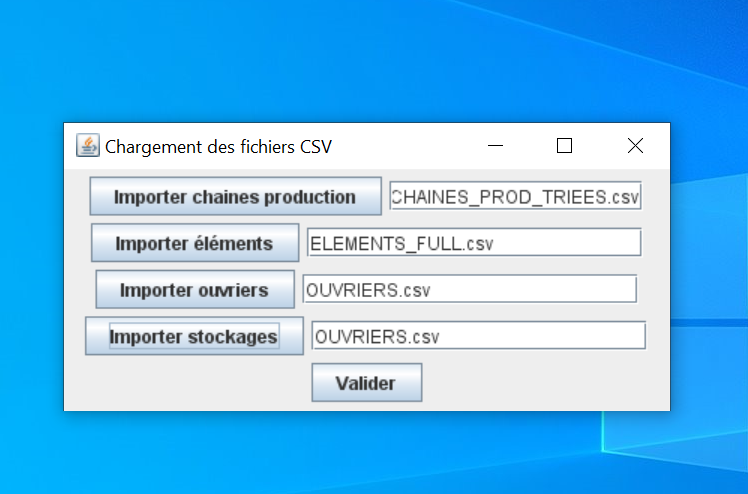 Chargement des fichiers CSV
Importer chaines production CHAINES_PROD_TRIEES.csv
Importer éléments ELEMENTS_FULL.csv
Importer ouvriers OUVRIERS.csv
Importer stockages OUVRIERS.csv
Valider